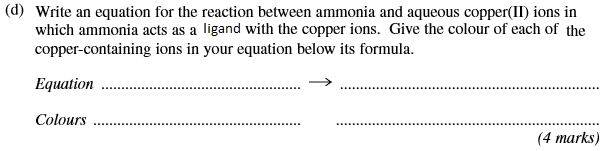 (d) Write an equation for the reaction between ammonia and aqueous copper(II) ions in
which ammonia acts as a ligand with the copper ions. Give the colour of each of the
copper-containing ions in your equation below its formula.
Equation .................................................. → ..................................................................
Colours .................................................... ..................................................................
(4 marks)